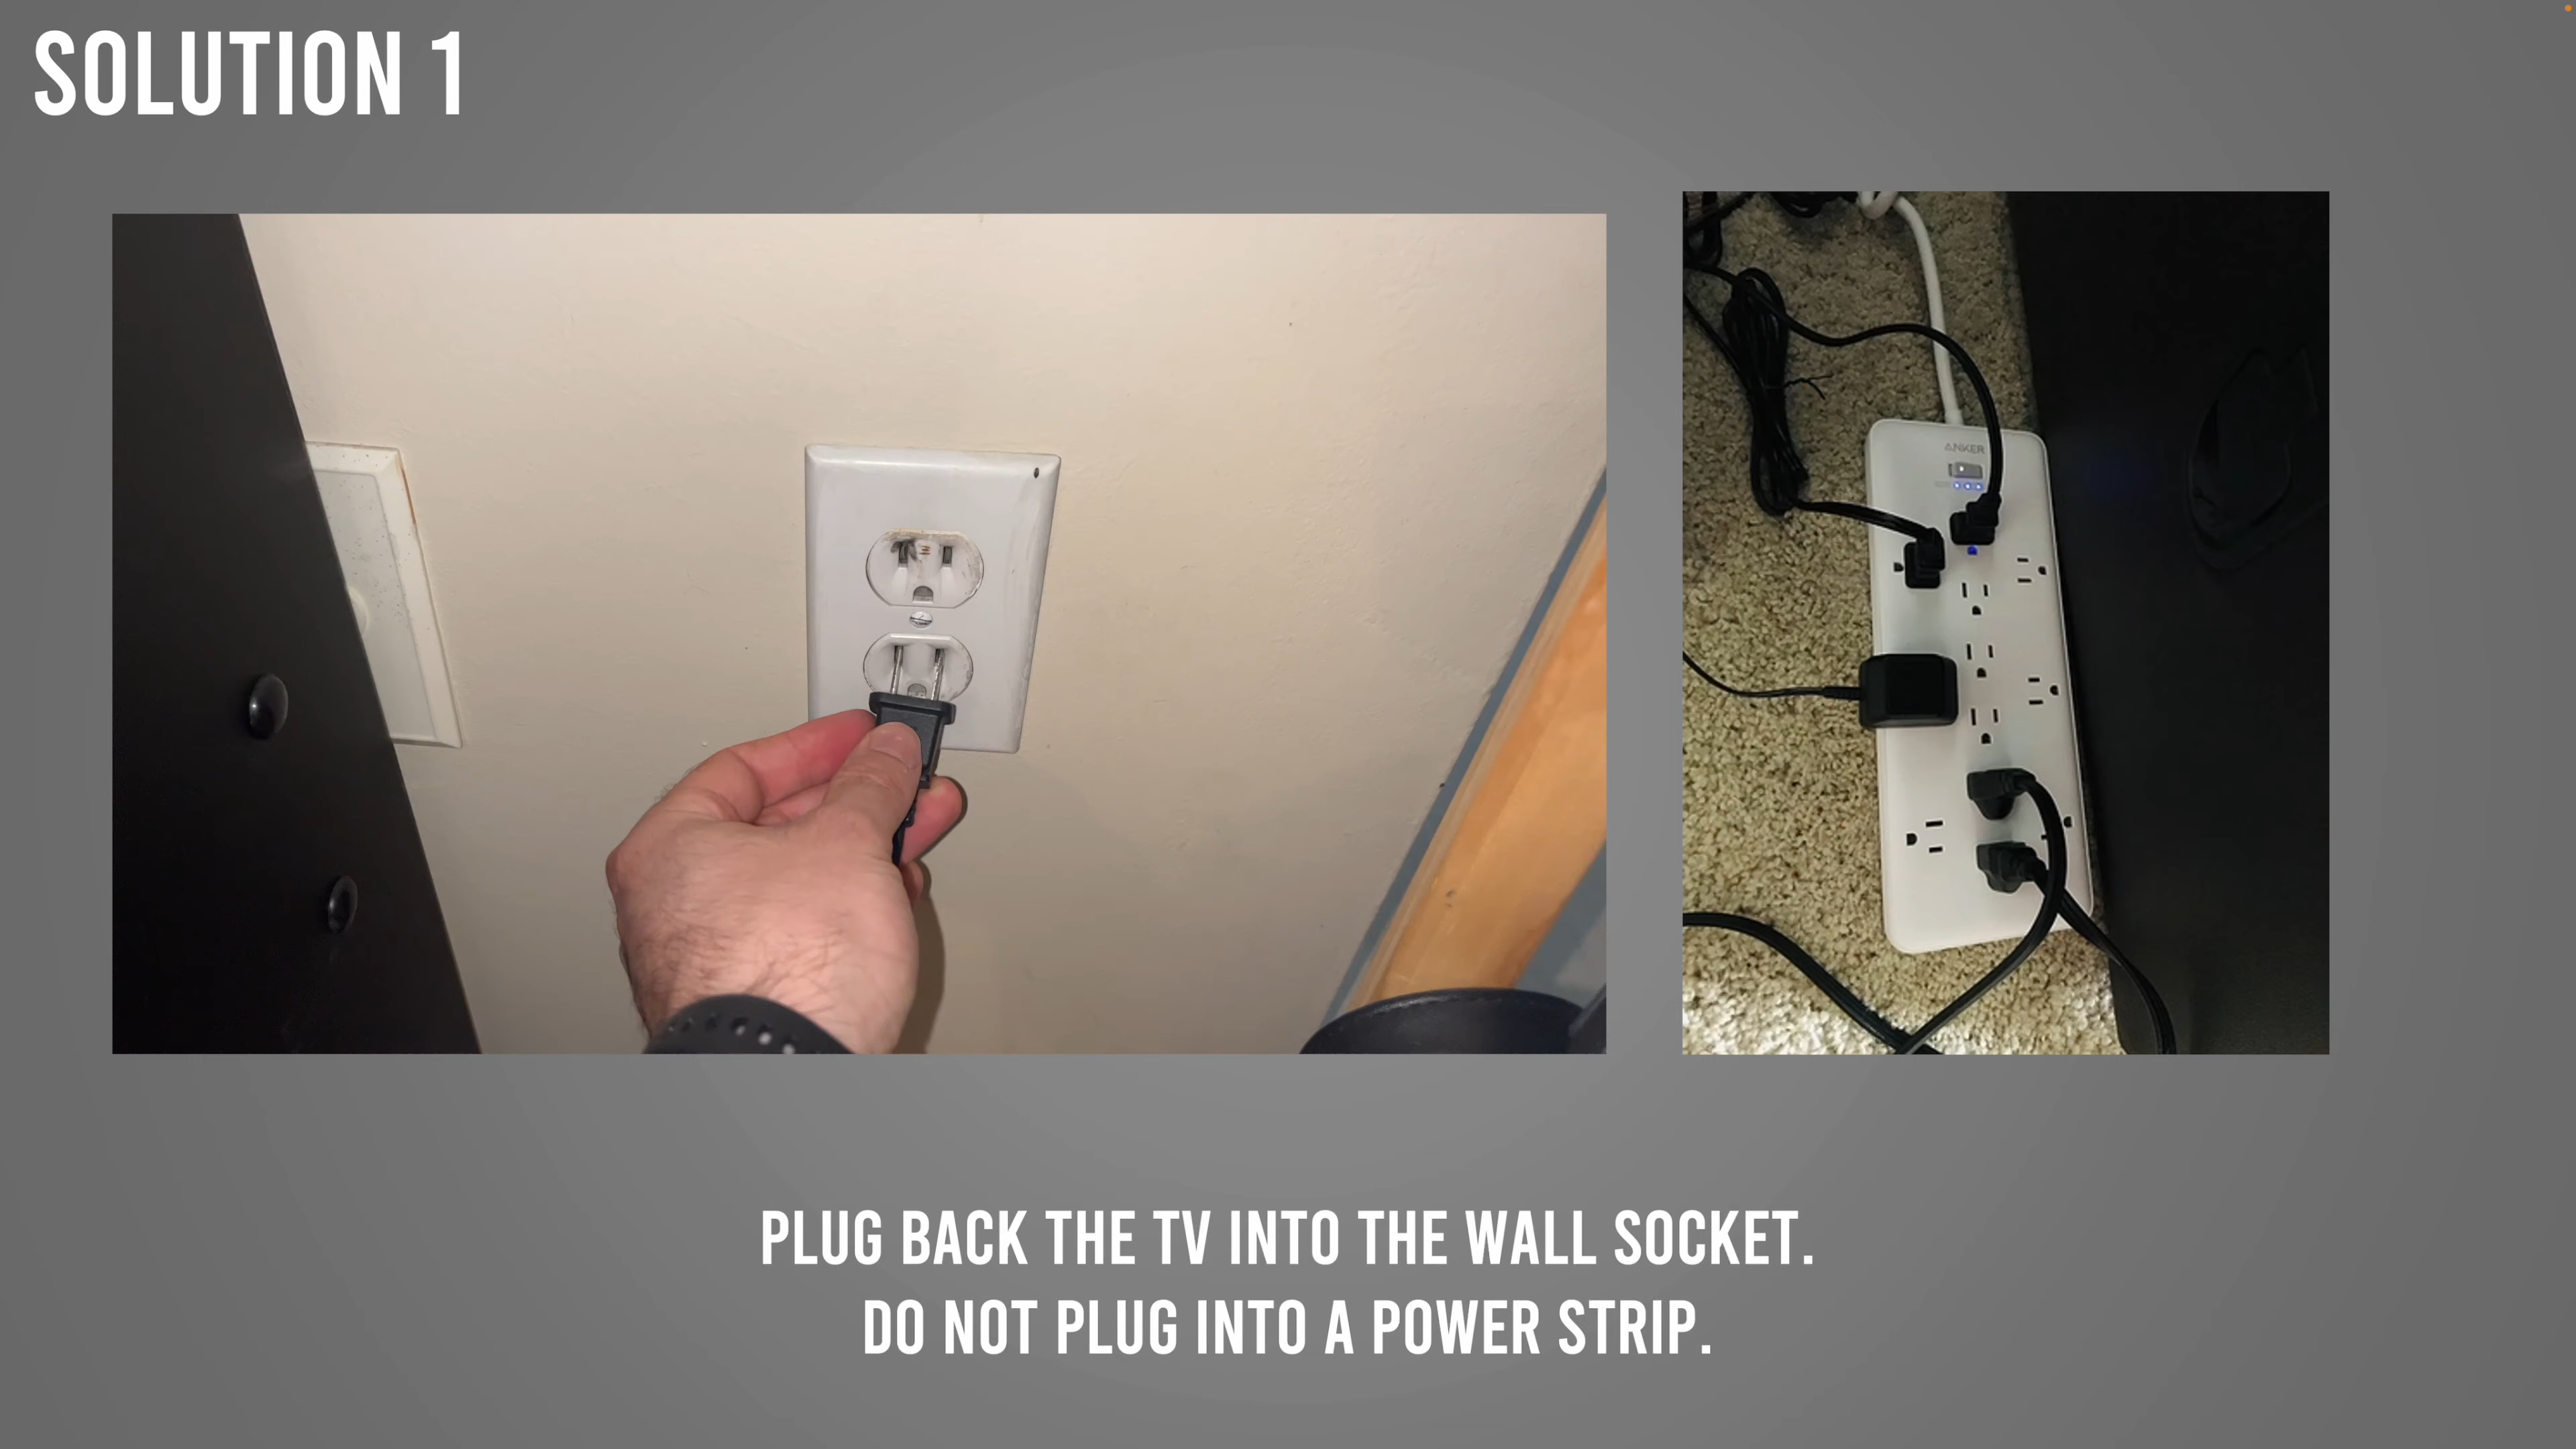 SOLUTION 1
ANKER
PLUG BACK THE TV INTO THE WALL SOCKET.
DO NOT PLUG INTO A POWER STRIP.